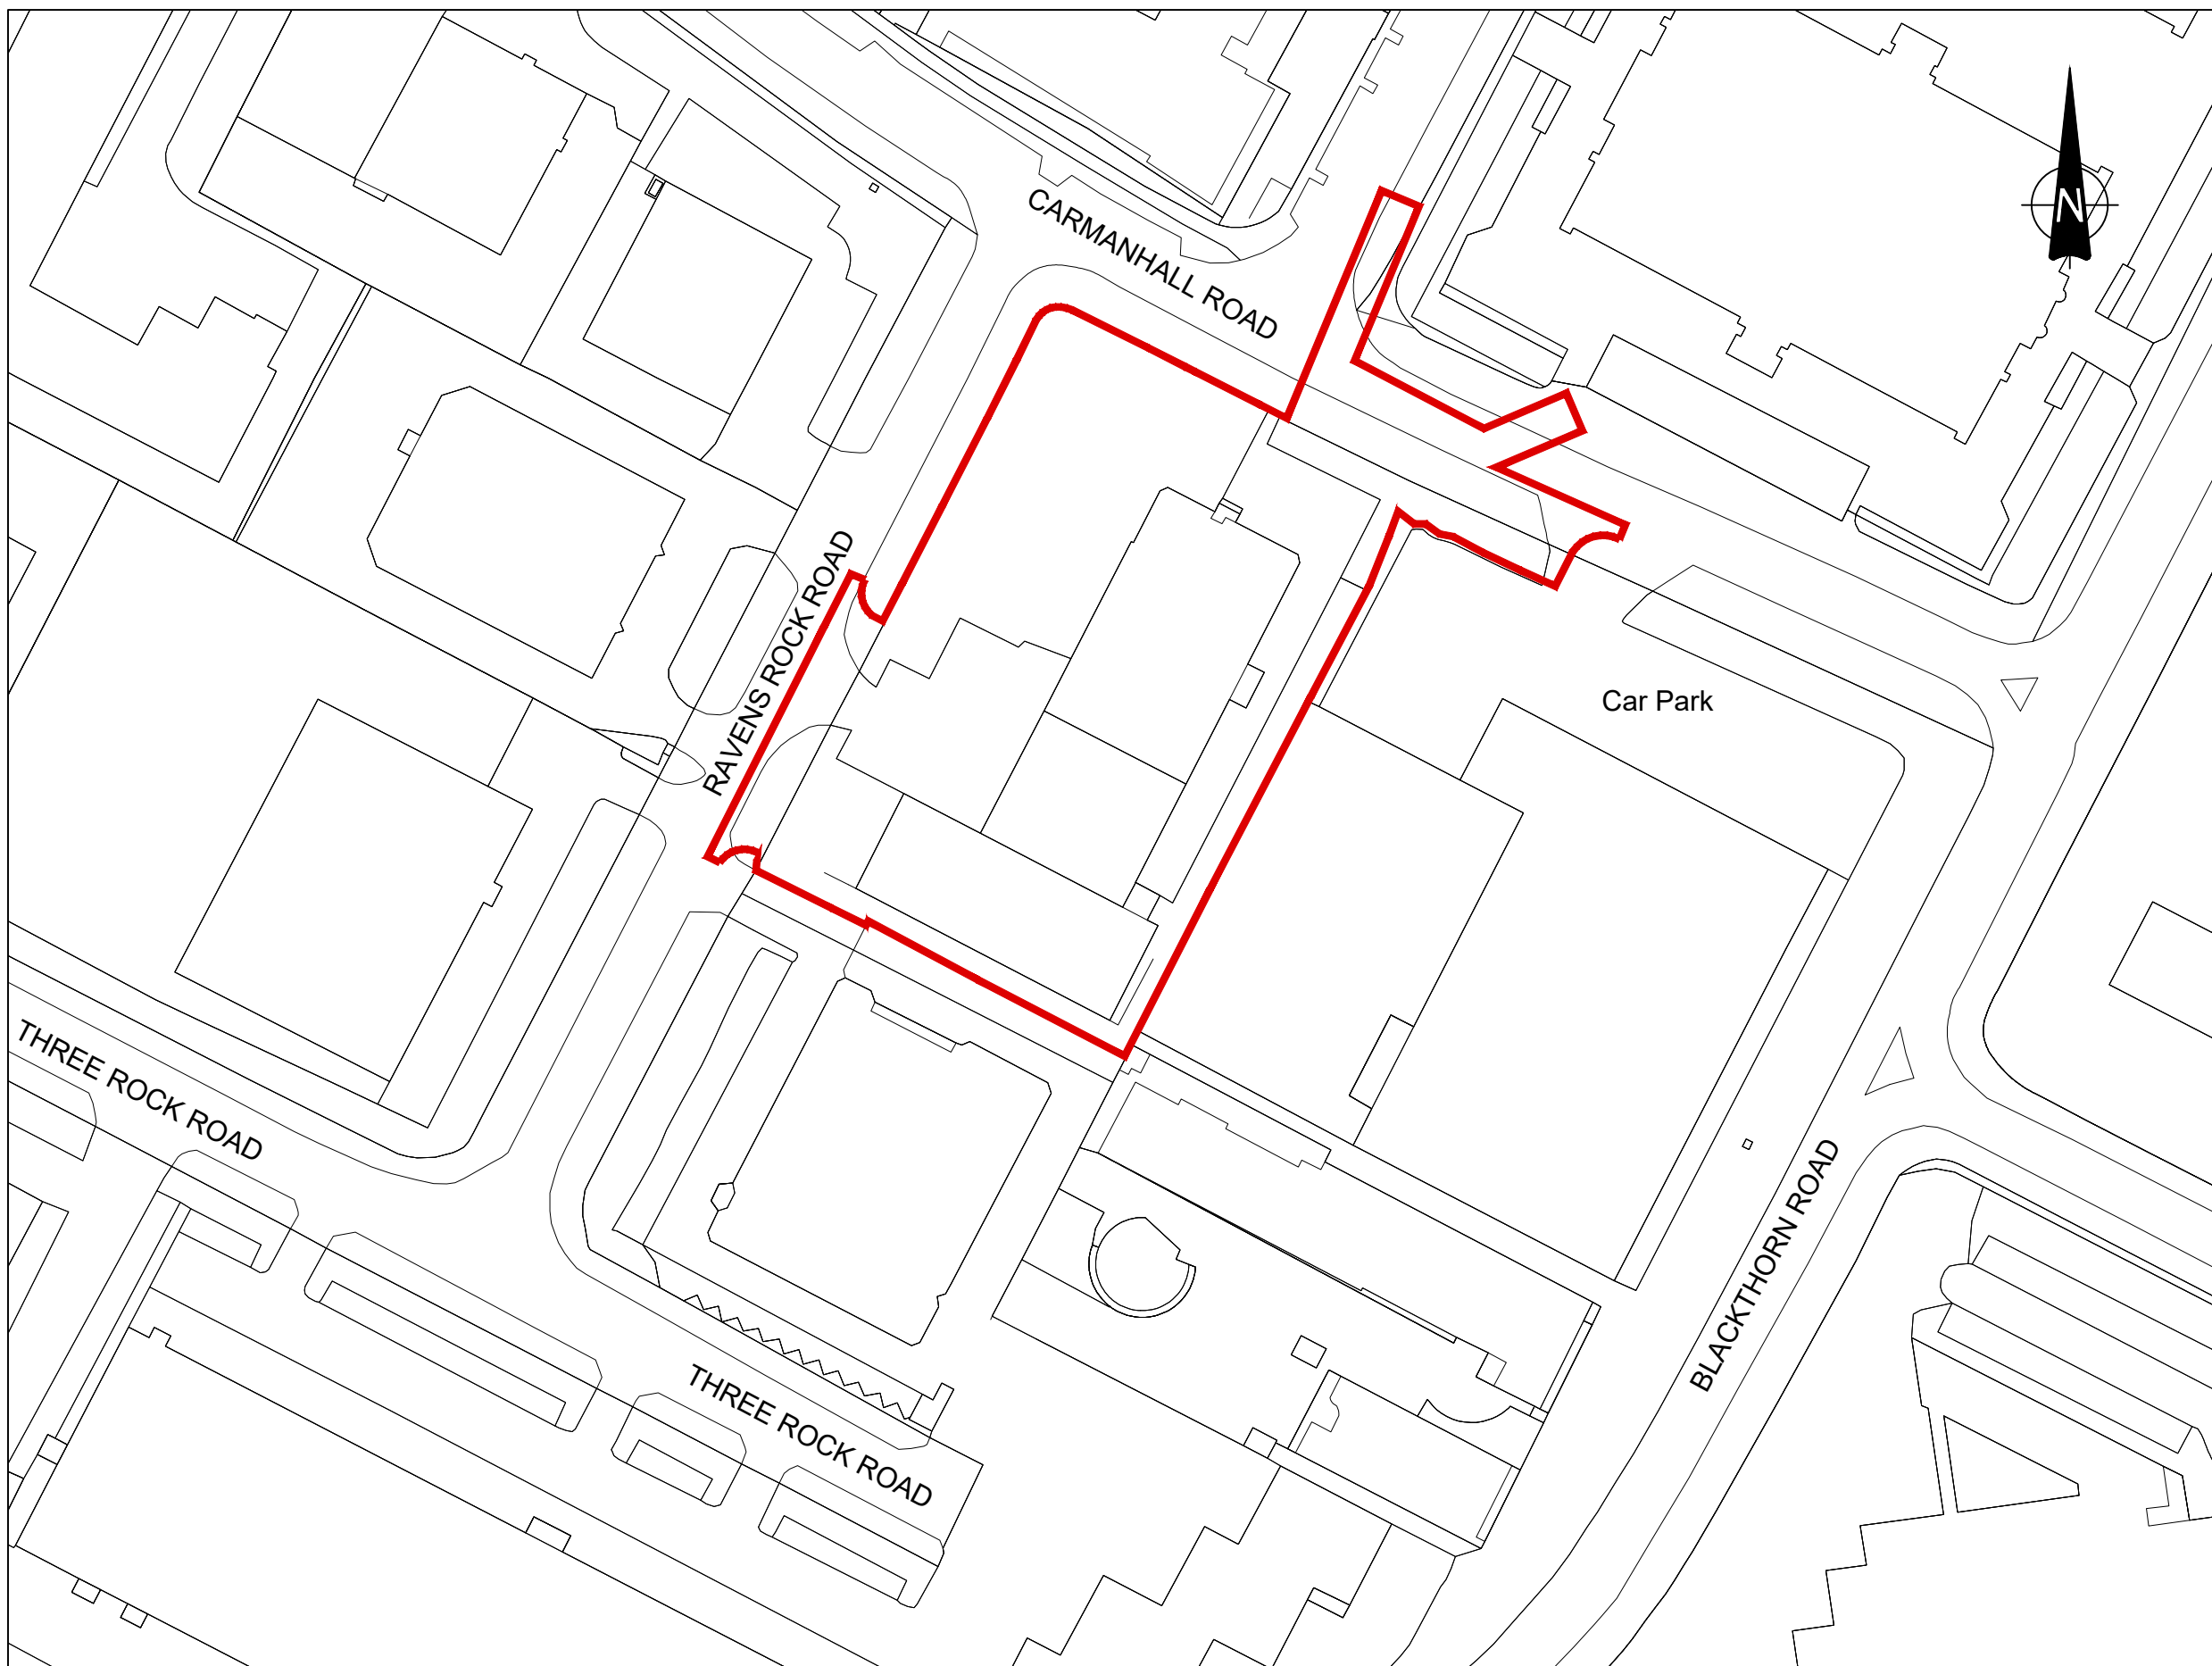 CARMANHALL ROAD
N
RAVENS ROCK ROAD
Car Park
THREE ROCK ROAD
BLACKTHORN ROAD
THREE ROCK ROAD